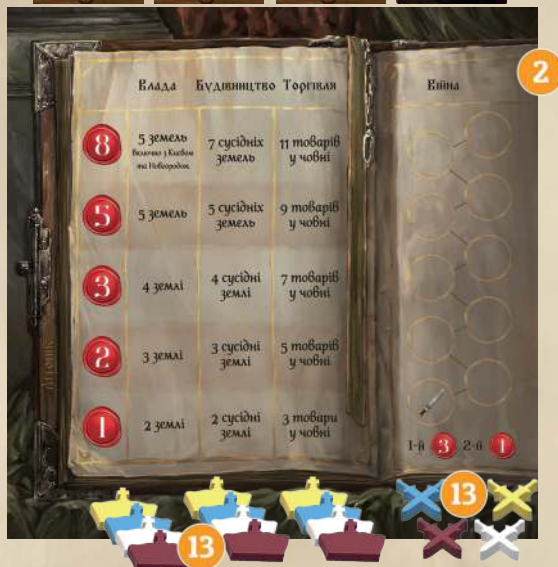 2
Влада Будівництво Торгівля Війна
8 5 земель 7 сусідніх 11 товарів
включно з Києвом земель у човні
та Новгородом
5 5 земель 5 сусідніх 9 товарів
земель у човні
3 4 землі 4 сусідні 7 товарів
землі у човні
2 3 землі 3 сусідні 5 товарів
землі у човні
1 2 землі 2 сусідні 3 товари
землі у човні
1-й 3 2-й 1
13
13